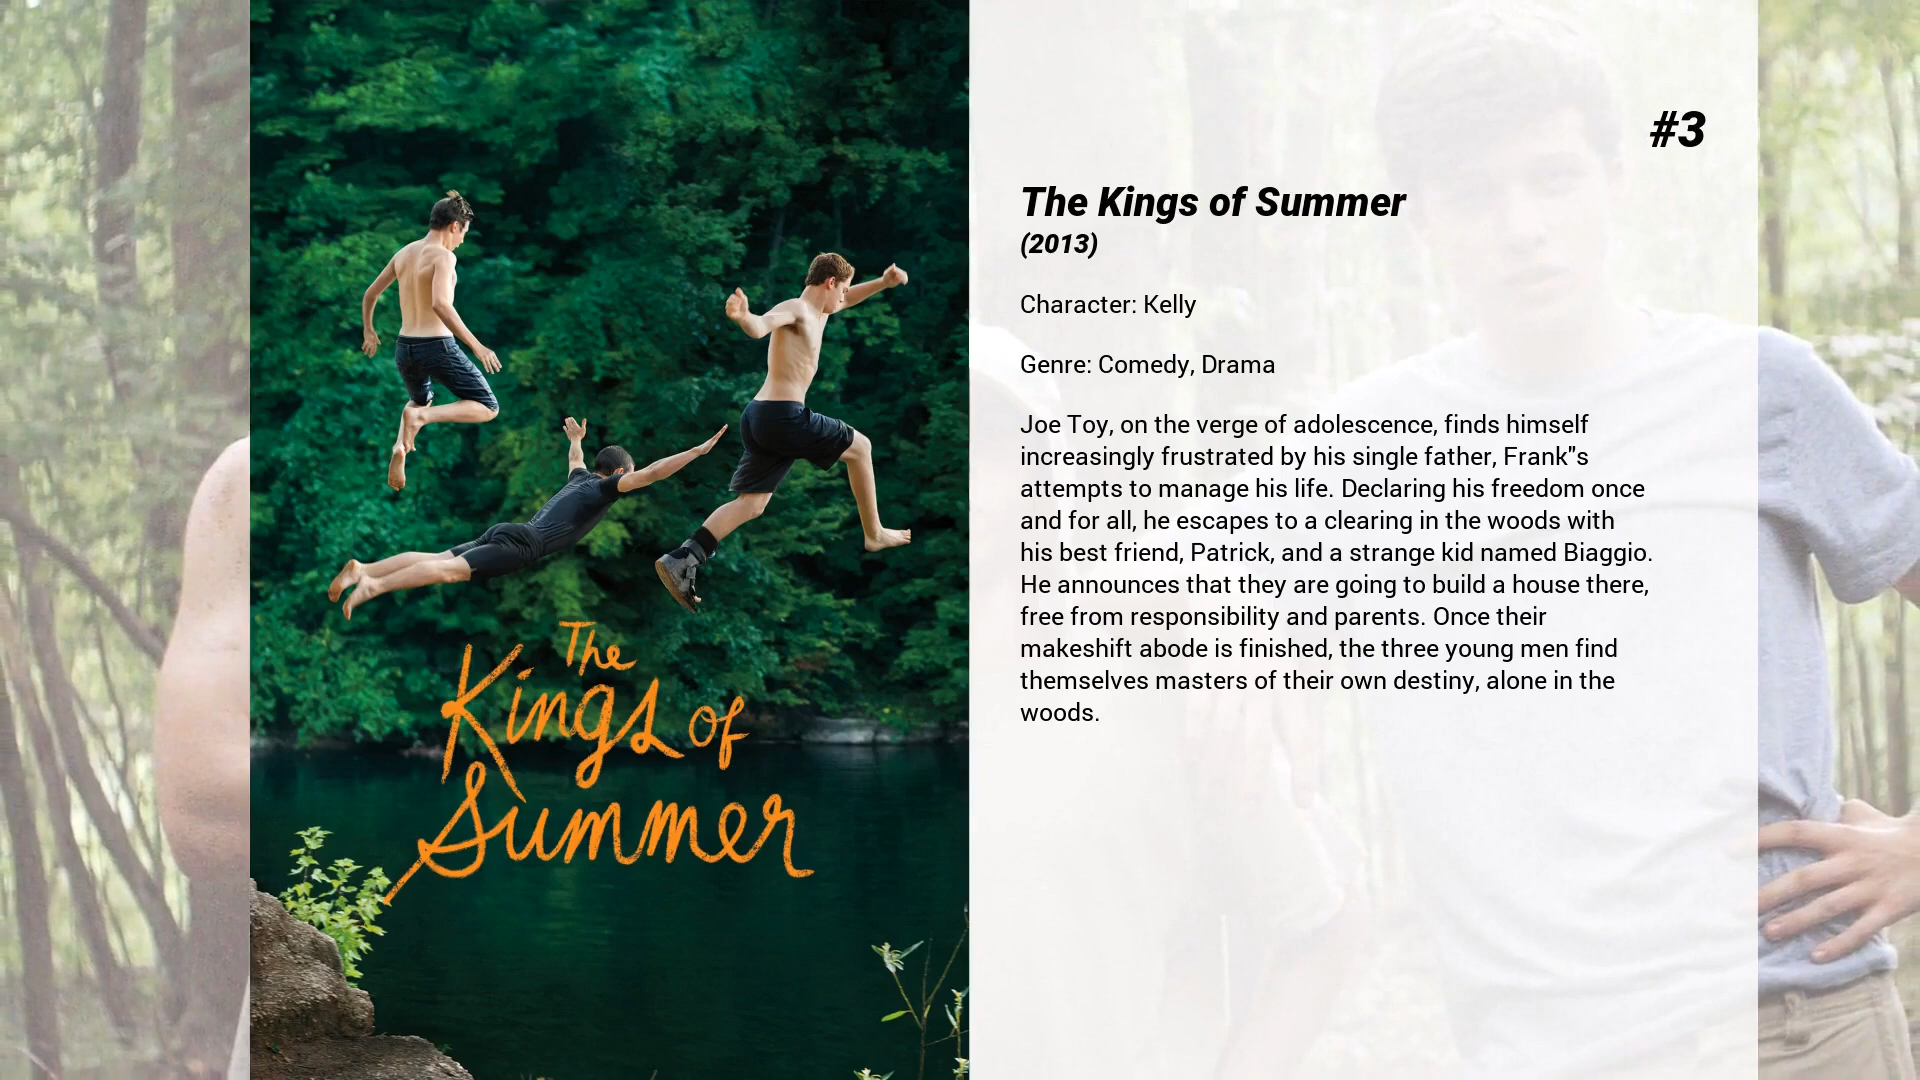 The
Kings of
Summer
#3
The Kings of Summer
(2013)
Character: Kelly
Genre: Comedy, Drama
Joe Toy, on the verge of adolescence, finds himself
increasingly frustrated by his single father, Frank"s
attempts to manage his life. Declaring his freedom once
and for all, he escapes to a clearing in the woods with
his best friend, Patrick, and a strange kid named Biaggio.
He announces that they are going to build a house there,
free from responsibility and parents. Once their
makeshift abode is finished, the three young men find
themselves masters of their own destiny, alone in the
woods.